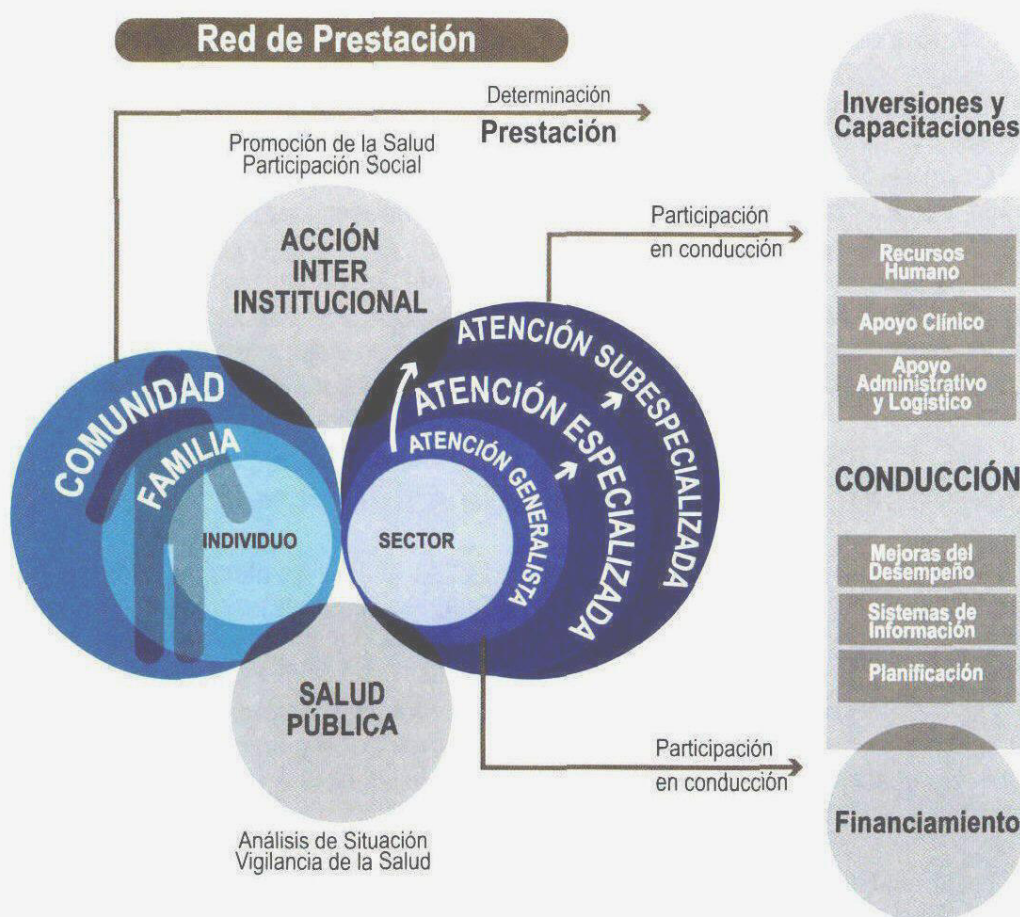 Red de Prestación
Determinación
Prestación
Promoción de la Salud
Participación Social
ACCIÓN
INTER
INSTITUCIONAL
Participación
en conducción
COMUNIDAD
FAMILIA
INDIVIDUO
SECTOR
ATENCIÓN GENERALISTA
ATENCIÓN ESPECIALIZADA
ATENCIÓN SUBESPECIALIZADA
SALUD
PÚBLICA
Análisis de Situación
Vigilancia de la Salud
Participación
en conducción
Inversiones y
Capacitaciones
Recursos
Humano
Apoyo Clínico
Apoyo
Administrativo
y Logístico
CONDUCCIÓN
Mejoras del
Desempeño
Sistemas de
Información
Planificación
Financiamiento